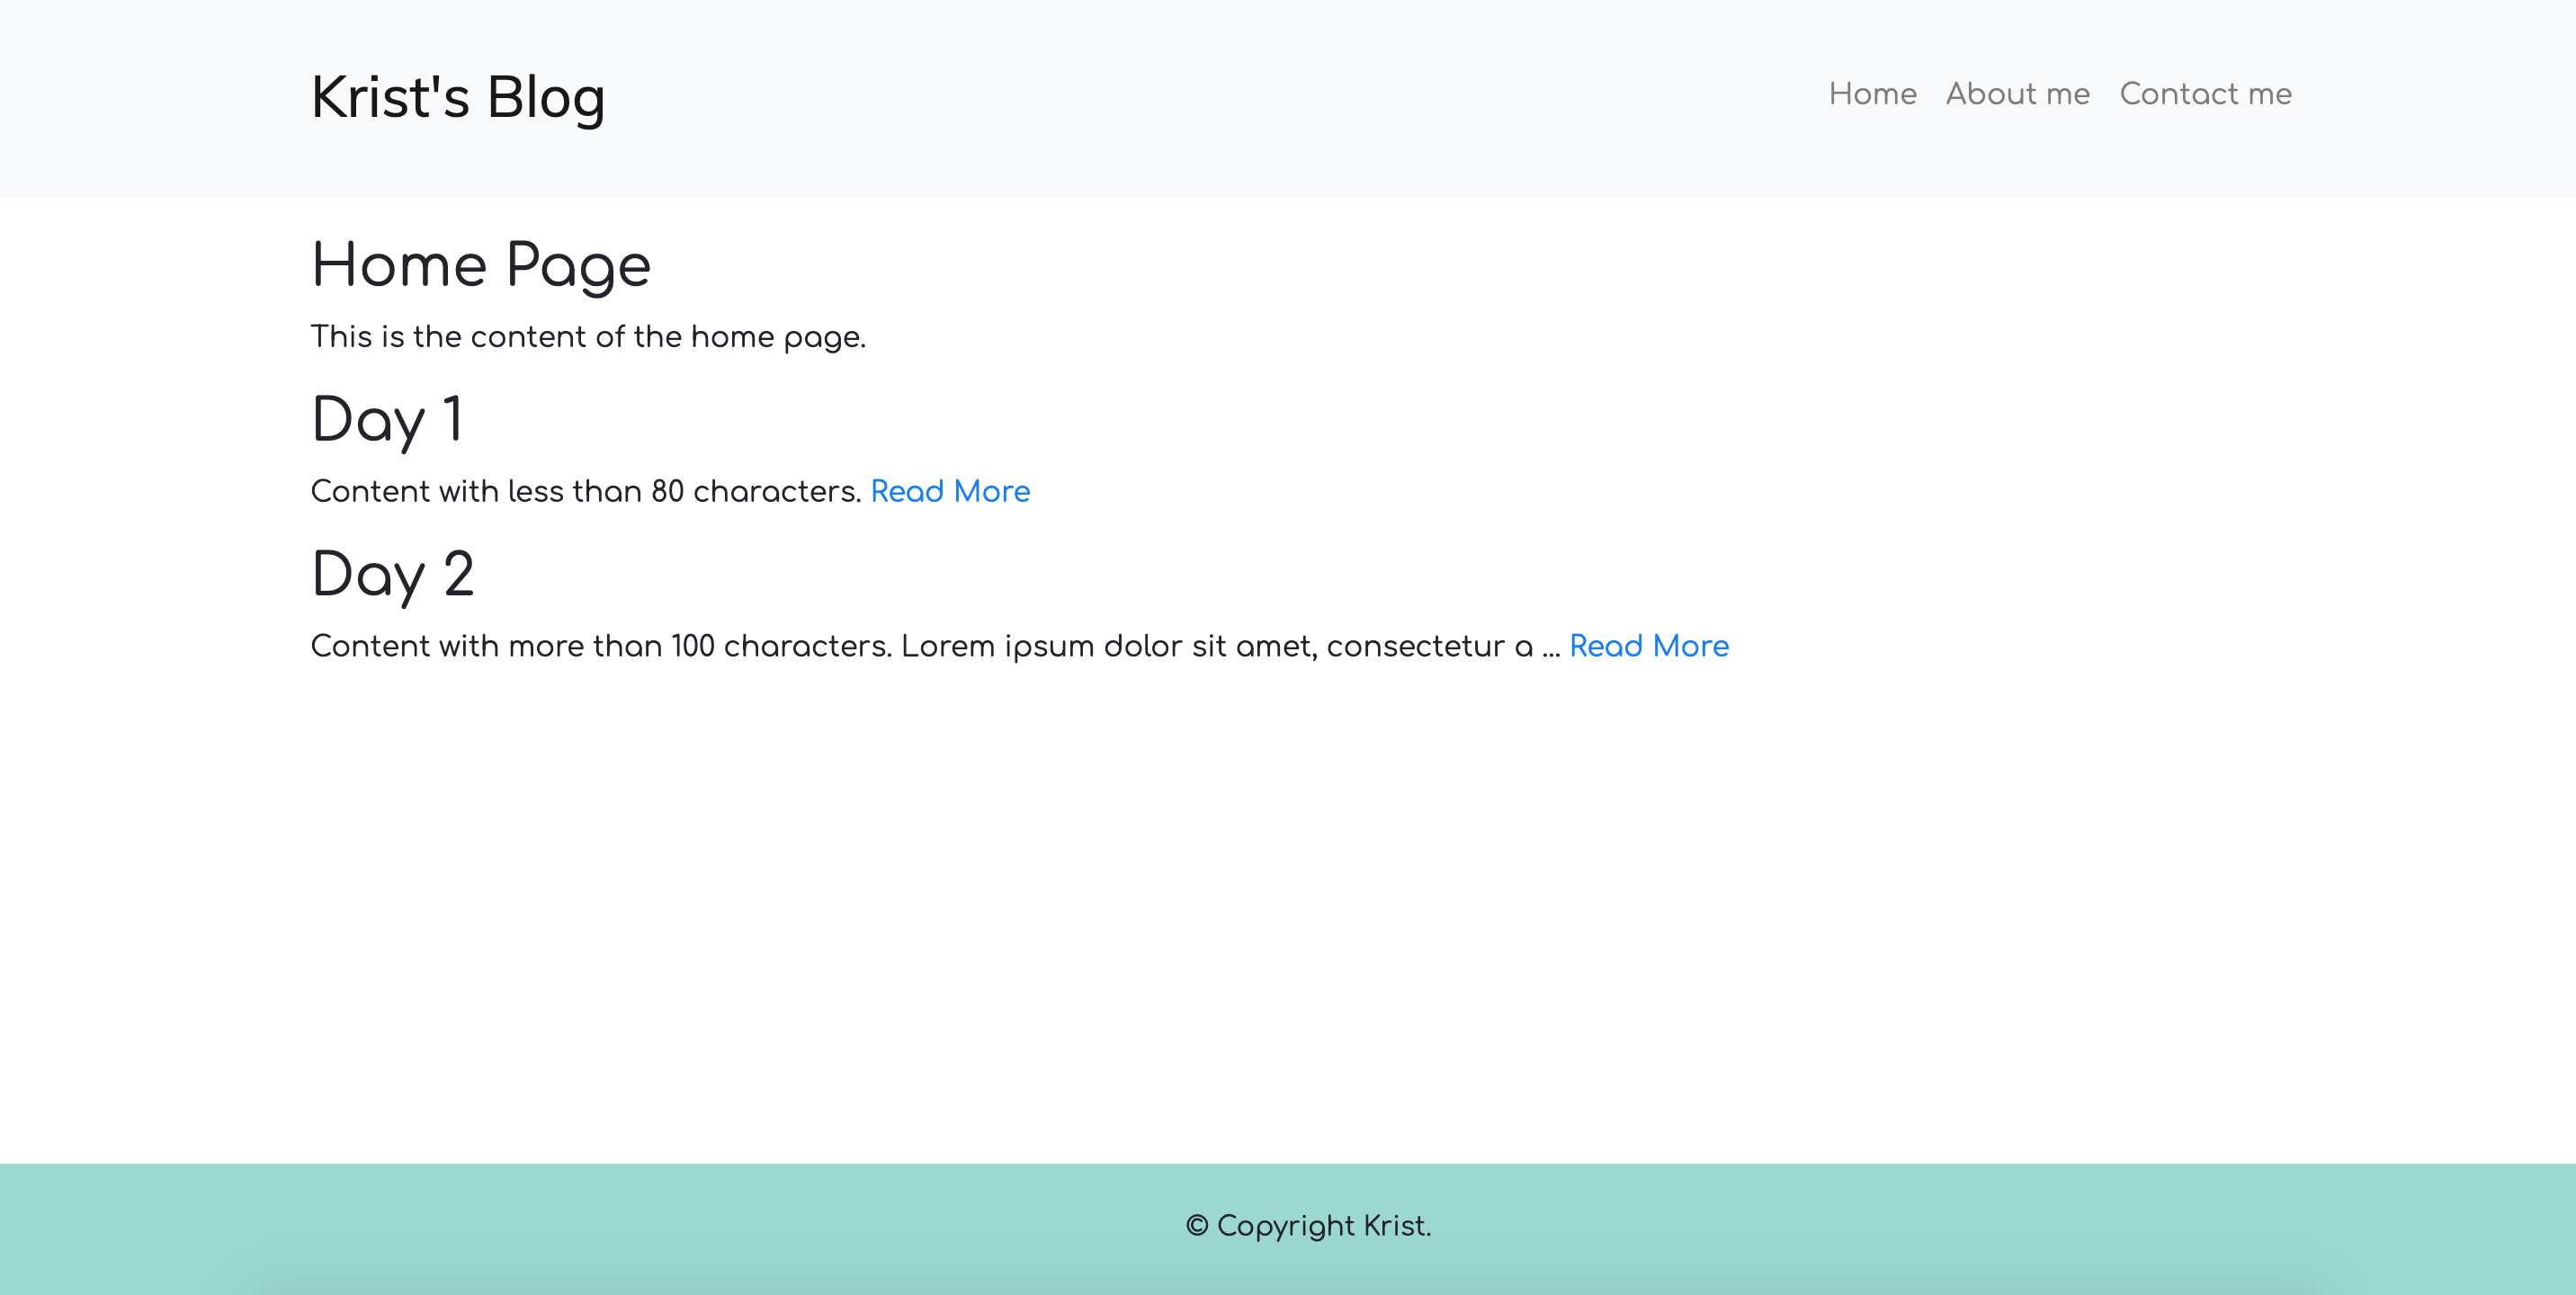 Krist's Blog
Home About me Contact me
Home Page
This is the content of the home page.
Day 1
Content with less than 80 characters. Read More
Day 2
Content with more than 100 characters. Lorem ipsum dolor sit amet, consectetur a ... Read More
© Copyright Krist.